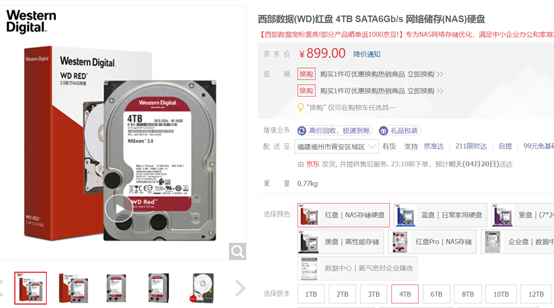 Western
Digital.
Western Digital.
WD RED™
4TB
NASware™ 3.0
WD Red™
西部数据(WD)红盘 4TB SATA6Gb/s 网络储存(NAS)硬盘
【西部数据宠粉盛典!部分产品晒单返1000京豆!】专为NAS网络存储优化、满足中小企业办公和家庭
京 东 价
￥899.00 降价通知
促 销
换购 购买1件可优惠换购热销商品 立即换购 >>
换购 购买1件可优惠换购热销商品 立即换购 >>
“换购” 仅可在购物车任选其一
增值业务 高价回收，极速到账 礼品包装
配 送 至 福建福州市晋安区城区 有货 支持 京准达 | 211限时达 | 自提 | 99元免基
由 京东 发货, 并提供售后服务. 23:10前下单，预计明天(04月20日)送达
重 量 0.77kg
选择颜色
红盘 | NAS存储硬盘
蓝盘 | 日常家用硬盘
紫盘 | (7*24
黑盘 | 高性能存储
红盘Pro | NAS存储
企业盘 | 数据中
数据中心 | 氦气密封企业臻选
选择版本
1TB 2TB 3TB 4TB 6TB 8TB 10TB 12TB